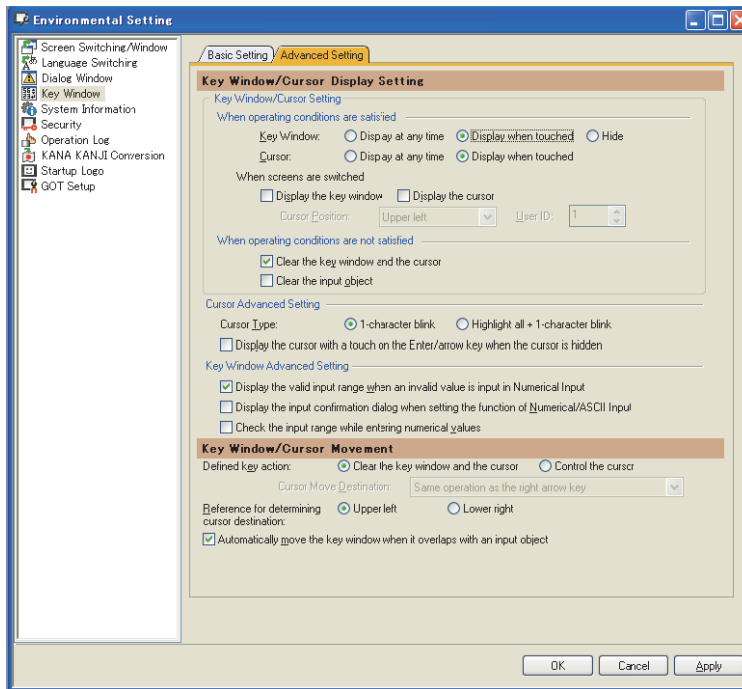 Environmental Setting
Screen Switching/Window
Language Switching
Dialog Window
Key Window
System Information
Security
Operation Log
KANA KANJI Conversion
Startup Logo
GOT Setup
Basic Setting Advanced Setting
Key Window/Cursor Display Setting
Key Window/Cursor Setting
When operating conditions are satisfied
Key Window: Display at any time Display when touched Hide
Cursor: Display at any time Display when touched
When screens are switched
Display the key window Display the cursor
Cursor Position: Upper left User ID: 1
When operating conditions are not satisfied
Clear the key window and the cursor
Clear the input object
Cursor Advanced Setting
Cursor Type: 1-character blink Highlight all + 1-character blink
Display the cursor with a touch on the Enter/arrow key when the cursor is hidden
Key Window Advanced Setting
Display the valid input range when an invalid value is input in Numerical Input
Display the input confirmation dialog when setting the function of Numerical/ASCII Input
Check the input range while entering numerical values
Key Window/Cursor Movement
Defined key action: Clear the key window and the cursor Control the cursor
Cursor Move Destination: Same operation as the right arrow key
Reference for determining Upper left Lower right
cursor destination:
Automatically move the key window when it overlaps with an input object
OK Cancel Apply